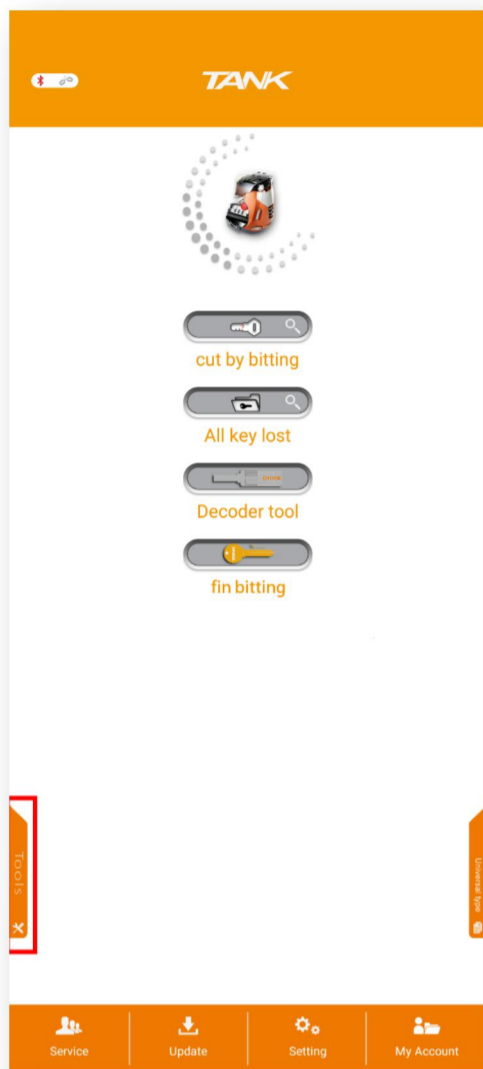 TANK
cut by bitting
All key lost
Decoder tool
fin bitting
Tools
Universal type
Service
Update
Setting
My Account